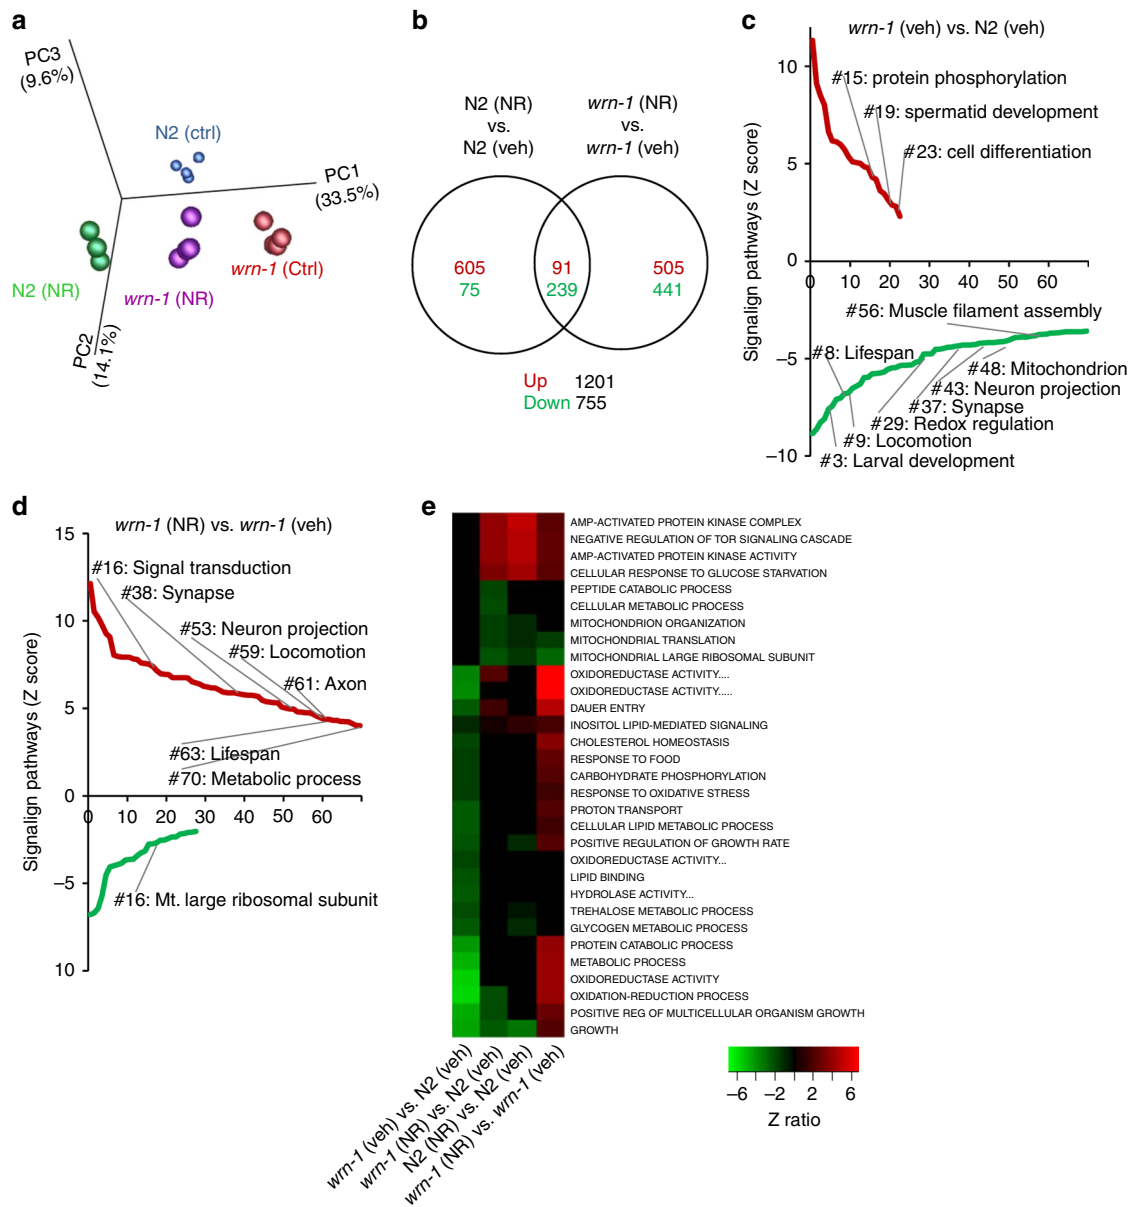 a
PC3
(9.6%)
N2 (ctrl)
PC1
(33.5%)
wrn-1 (Ctrl)
N2 (NR)
wrn-1 (NR)
PC2
(14.1%)
b
N2 (NR)
vs.
N2 (veh)
wrn-1 (NR)
vs.
wrn-1 (veh)
605
91
505
75
239
441
Up 1201
Down 755
c
wrn-1 (veh) vs. N2 (veh)
Signalign pathways (Z score)
10
5
0
−5
−10
0 10 20 30 40 50 60
#15: protein phosphorylation
#19: spermatid development
#23: cell differentiation
#56: Muscle filament assembly
#8: Lifespan
#48: Mitochondrion
#43: Neuron projection
#37: Synapse
#29: Redox regulation
#9: Locomotion
#3: Larval development
d
wrn-1 (NR) vs. wrn-1 (veh)
Signalign pathways (Z score)
15
10
5
0
−5
10
0 10 20 30 40 50 60
#16: Signal transduction
#38: Synapse
#53: Neuron projection
#59: Locomotion
#61: Axon
#63: Lifespan
#70: Metabolic process
#16: Mt. large ribosomal subunit
e
AMP-ACTIVATED PROTEIN KINASE COMPLEX
NEGATIVE REGULATION OF TOR SIGNALING CASCADE
AMP-ACTIVATED PROTEIN KINASE ACTIVITY
CELLULAR RESPONSE TO GLUCOSE STARVATION
PEPTIDE CATABOLIC PROCESS
CELLULAR METABOLIC PROCESS
MITOCHONDRION ORGANIZATION
MITOCHONDRIAL TRANSLATION
MITOCHONDRIAL LARGE RIBOSOMAL SUBUNIT
OXIDOREDUCTASE ACTIVITY....
OXIDOREDUCTASE ACTIVITY.....
DAUER ENTRY
INOSITOL LIPID-MEDIATED SIGNALING
CHOLESTEROL HOMEOSTASIS
RESPONSE TO FOOD
CARBOHYDRATE PHOSPHORYLATION
RESPONSE TO OXIDATIVE STRESS
PROTON TRANSPORT
CELLULAR LIPID METABOLIC PROCESS
POSITIVE REGULATION OF GROWTH RATE
OXIDOREDUCTASE ACTIVITY...
LIPID BINDING
HYDROLASE ACTIVITY...
TREHALOSE METABOLIC PROCESS
GLYCOGEN METABOLIC PROCESS
PROTEIN CATABOLIC PROCESS
METABOLIC PROCESS
OXIDOREDUCTASE ACTIVITY
OXIDATION-REDUCTION PROCESS
POSITIVE REG OF MULTICELLULAR ORGANISM GROWTH
GROWTH
wrn-1 (veh) vs. N2 (veh)
wrn-1 (NR) vs. N2 (veh)
N2 (NR) vs. N2 (veh)
wrn-1 (NR) vs. wrn-1 (veh)
−6 −2 2 6
Z ratio